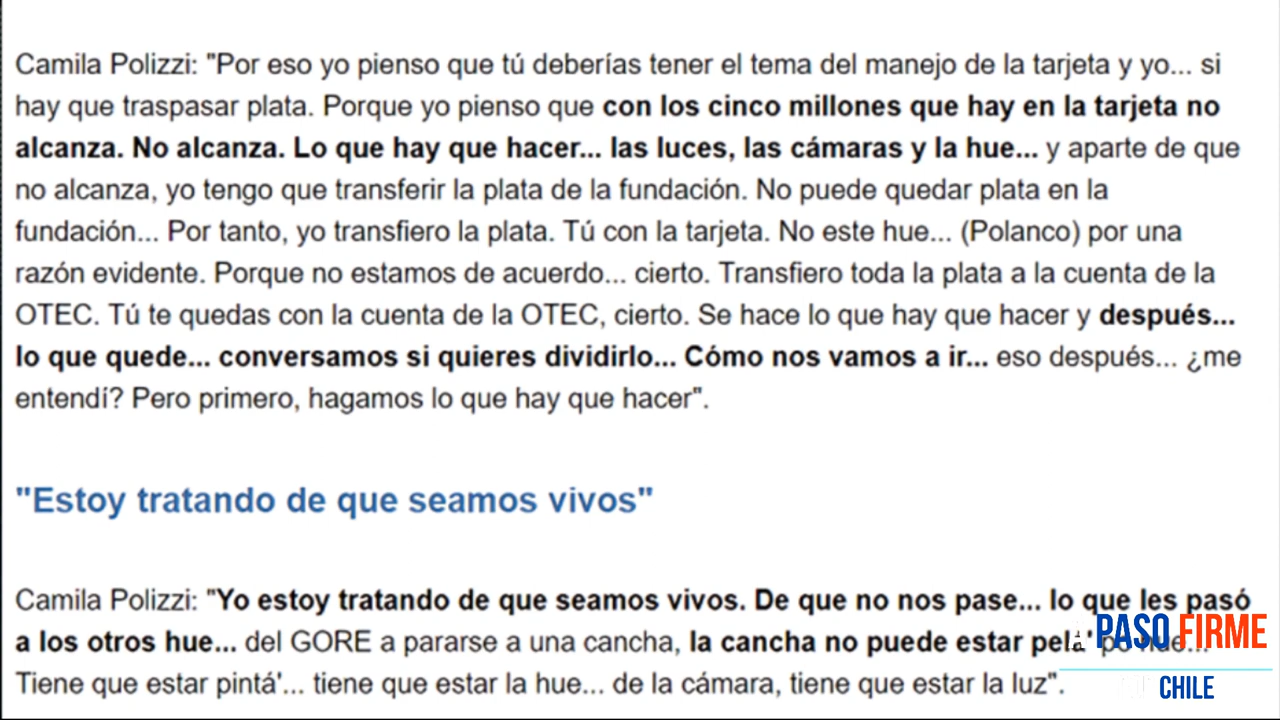 Camila Polizzi: "Por eso yo pienso que tú deberías tener el tema del manejo de la tarjeta y yo... si
hay que traspasar plata. Porque yo pienso que con los cinco millones que hay en la tarjeta no
alcanza. No alcanza. Lo que hay que hacer... las luces, las cámaras y la hue... y aparte de que
no alcanza, yo tengo que transferir la plata de la fundación. No puede quedar plata en la
fundación... Por tanto, yo transfiero la plata. Tú con la tarjeta. No este hue... (Polanco) por una
razón evidente. Porque no estamos de acuerdo... cierto. Transfiero toda la plata a la cuenta de la
OTEC. Tú te quedas con la cuenta de la OTEC, cierto. Se hace lo que hay que hacer y después...
lo que quede... conversamos si quieres dividirlo... Cómo nos vamos a ir... eso después... ¿me
entendí? Pero primero, hagamos lo que hay que hacer".
"Estoy tratando de que seamos vivos"
Camila Polizzi: "Yo estoy tratando de que seamos vivos. De que no nos pase... lo que les pasó
a los otros hue... del GORE a pararse a una cancha, la cancha no puede estar pelá' po hue...
Tiene que estar pintá'... tiene que estar la hue... de la cámara, tiene que estar la luz".
A PASO FIRME
CHILE